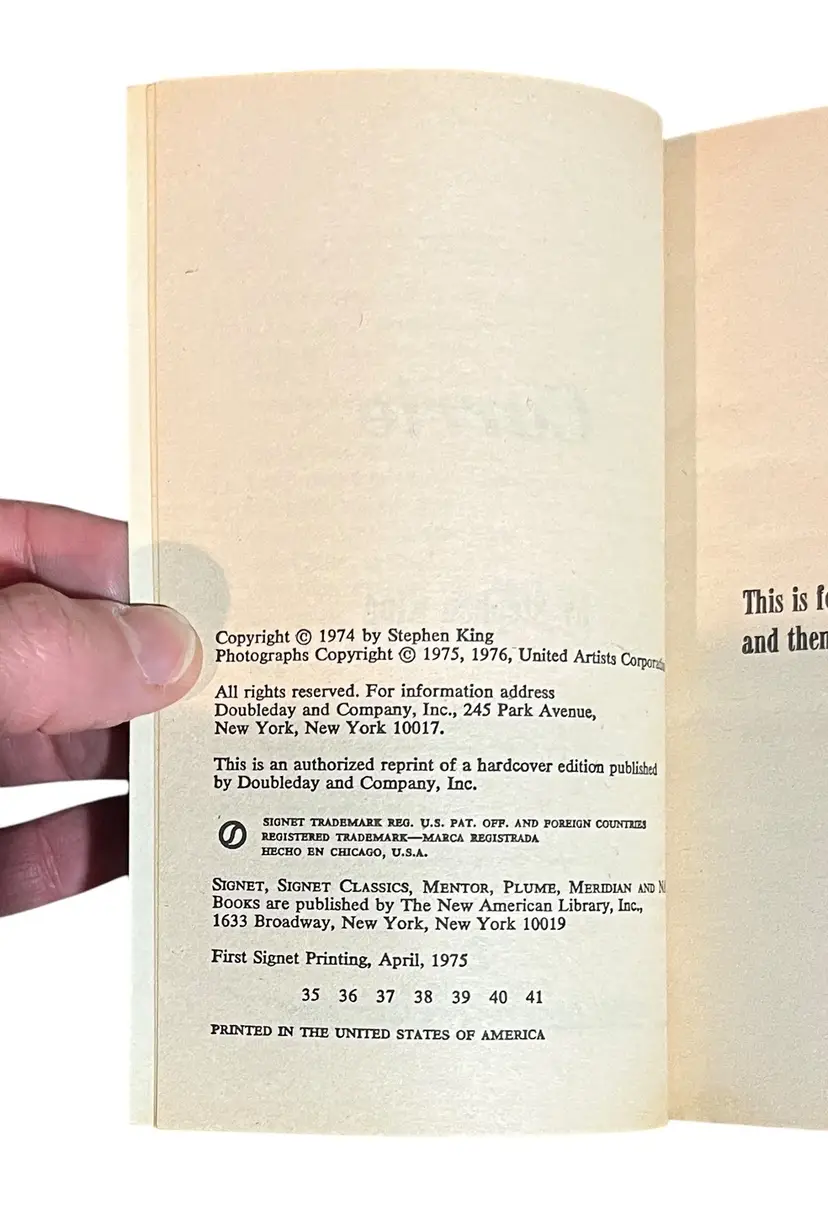 Copyright © 1974 by Stephen King
Photographs Copyright © 1975, 1976, United Artists
All rights reserved. For information address
Doubleday and Company, Inc., 245 Park Avenue,
New York, New York 10017.
This is an authorized reprint of a hardcover edition published
by Doubleday and Company, Inc.
SIGNET TRADEMARK REG. U.S. PAT. OFF. AND FOREIGN COUNTRIES
REGISTERED TRADEMARK—MARCA REGISTRADA
HECHO EN CHICAGO, U.S.A.
SIGNET, SIGNET CLASSICS, MENTOR, PLUME, MERIDIAN AND
BOOKS are published by The New American Library, Inc.,
1633 Broadway, New York, New York 10019
First Signet Printing, April, 1975
35 36 37 38 39 40 41
PRINTED IN THE UNITED STATES OF AMERICA
This is
and then